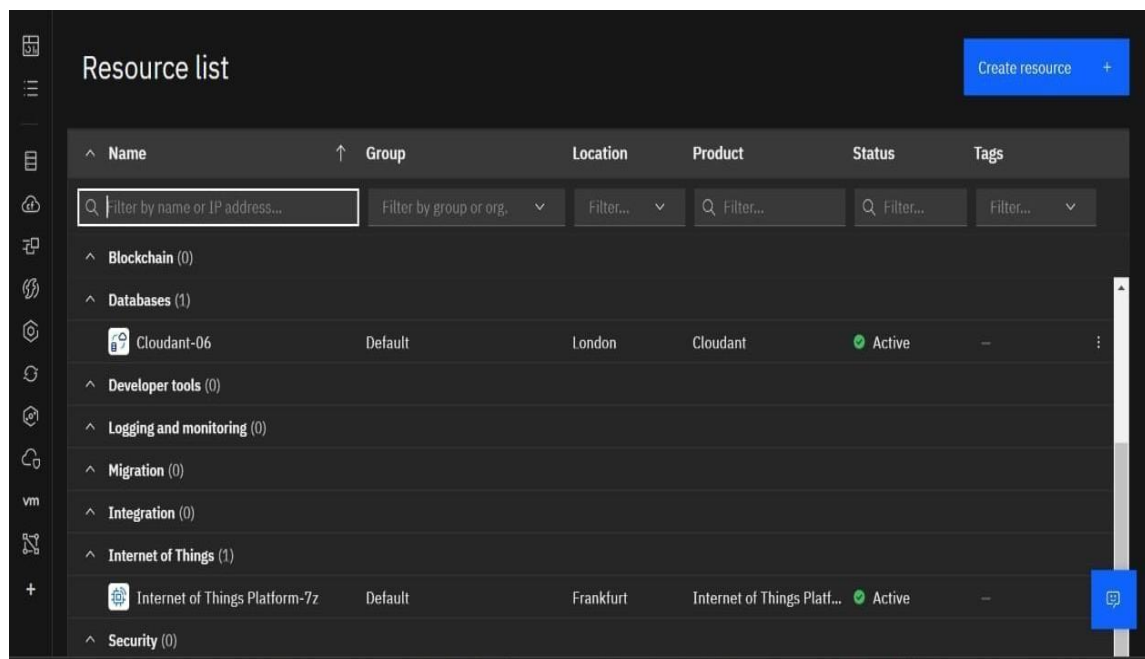 Resource list
Create resource +
Name Group Location Product Status Tags
Filter by name or IP address... Filter by group or org. Filter... Filter... Filter... Filter...
Blockchain (0)
Databases (1)
Cloudant-06 Default London Cloudant Active —
Developer tools (0)
Logging and monitoring (0)
Migration (0)
vm
Integration (0)
Internet of Things (1)
Internet of Things Platform-7z Default Frankfurt Internet of Things Platf... Active —
Security (0)